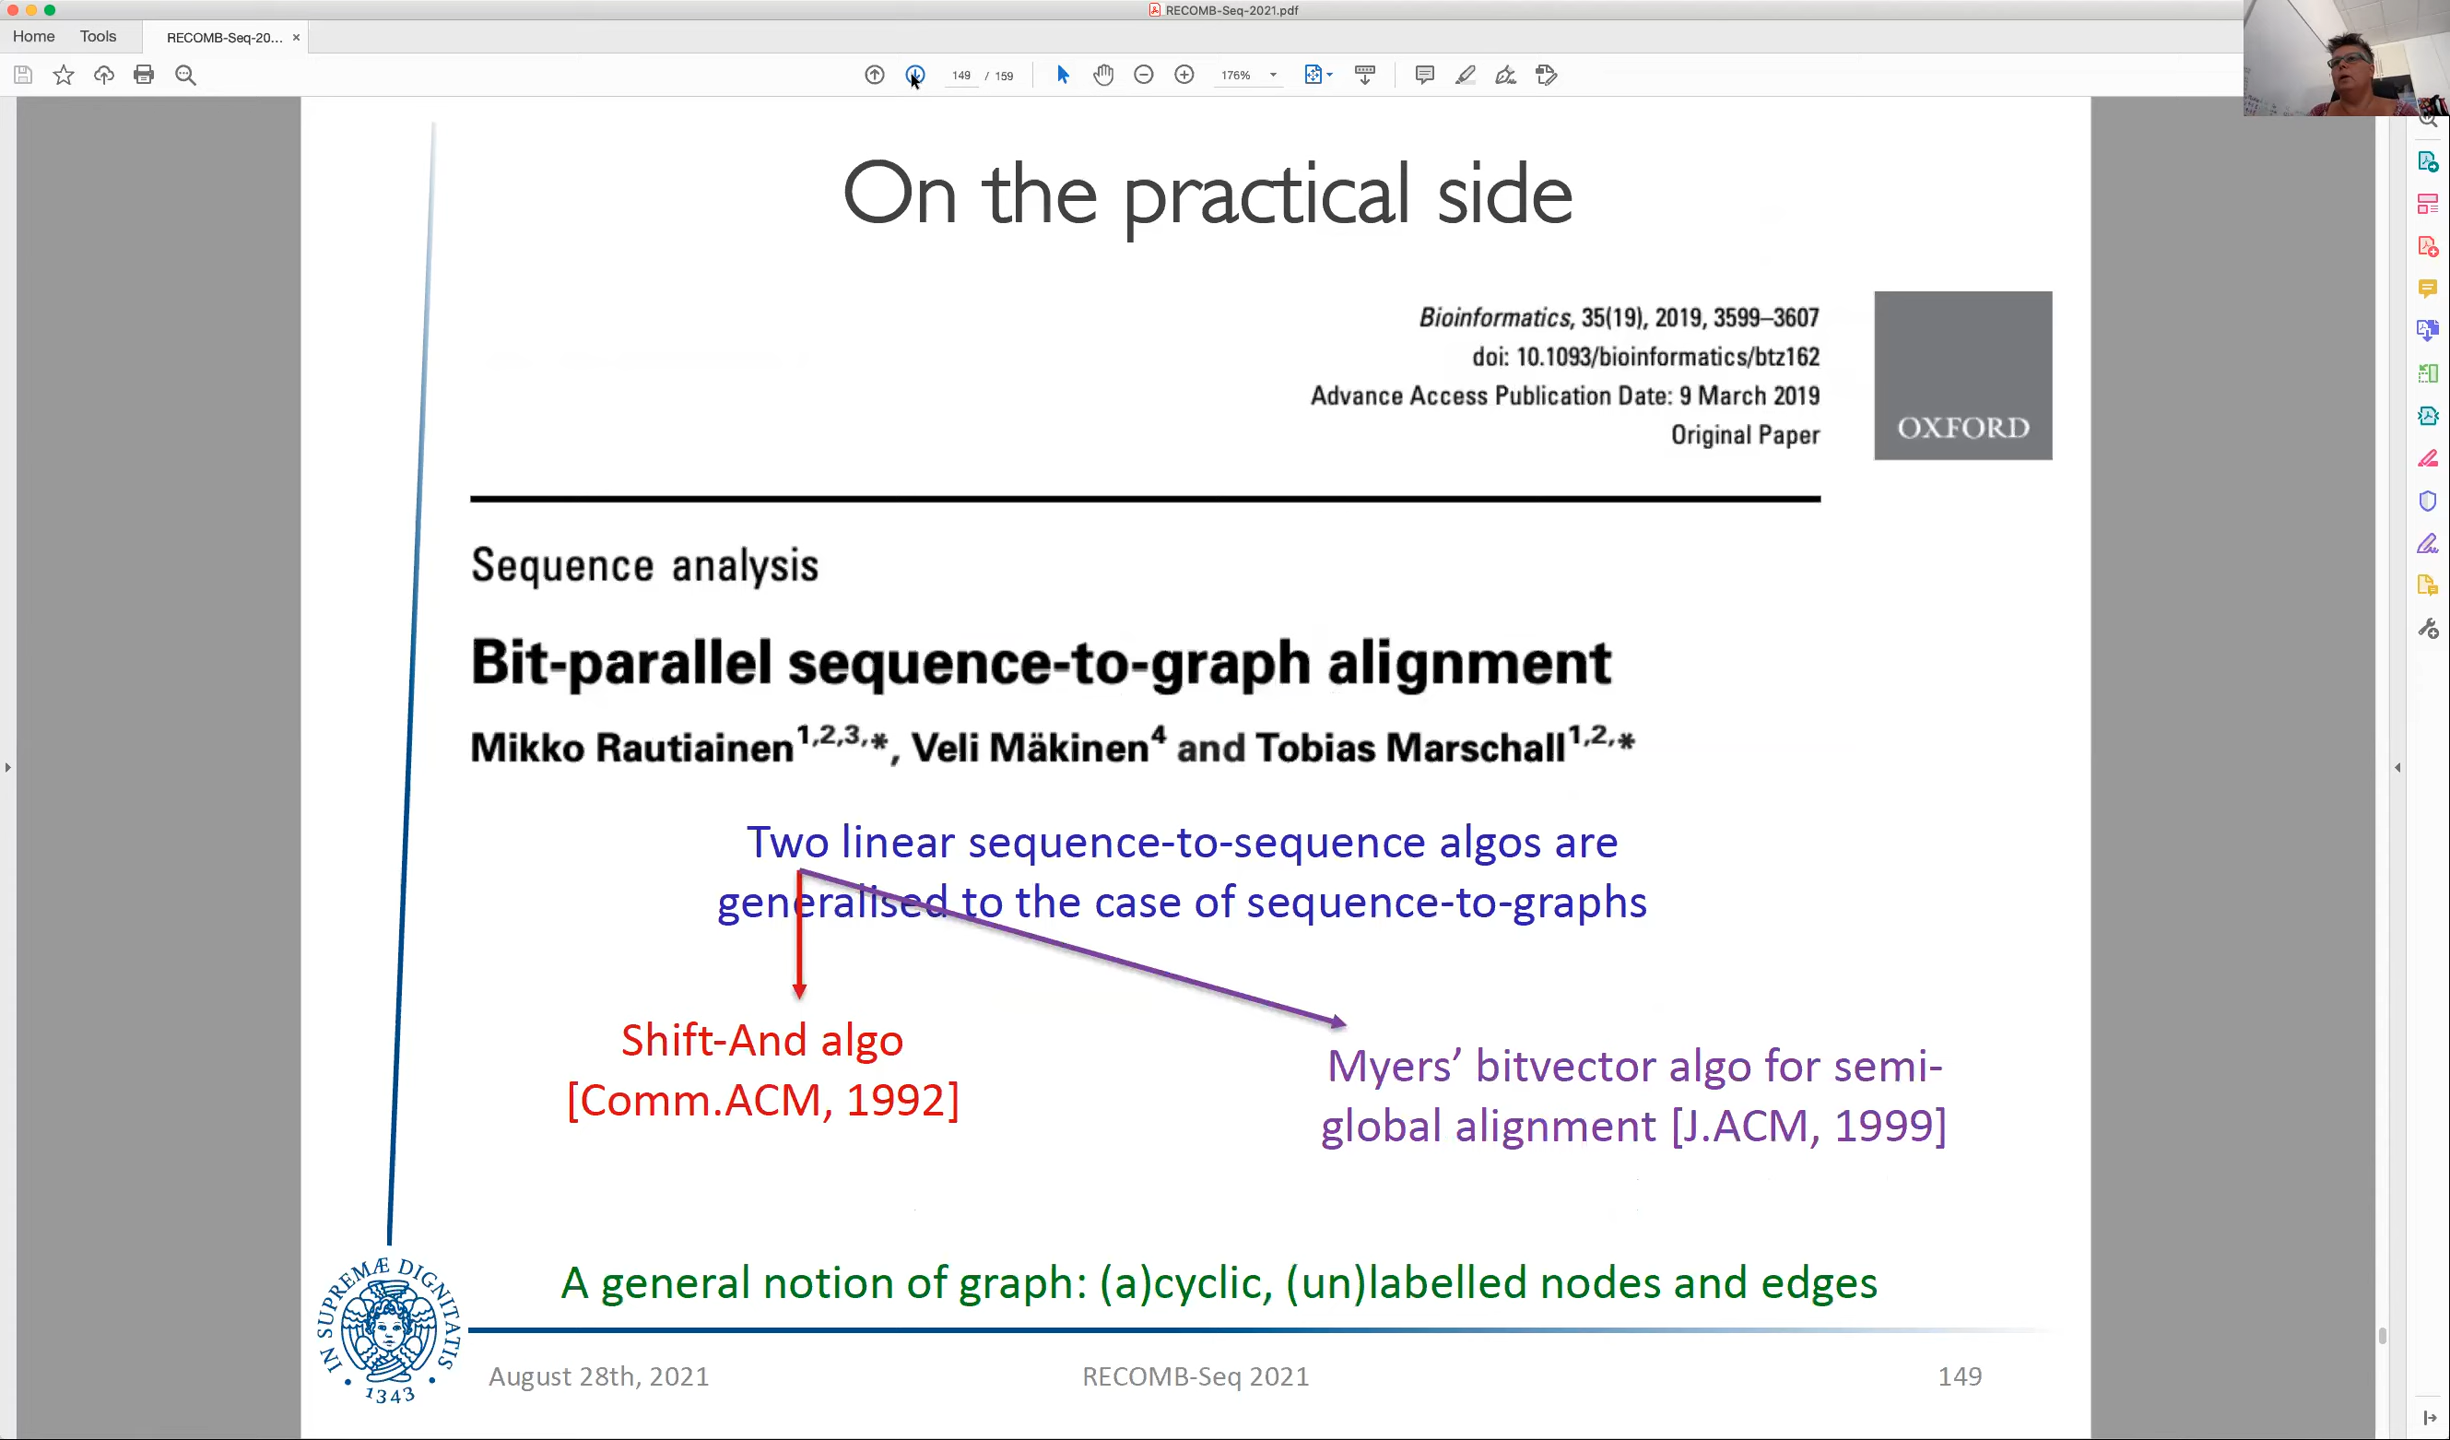 RECOMB-Seq-2021.pdf
Home Tools RECOMB-Seq-20... ×
149 / 159 176%
On the practical side
Bioinformatics, 35(19), 2019, 3599–3607
doi: 10.1093/bioinformatics/btz162
Advance Access Publication Date: 9 March 2019
Original Paper
OXFORD
Sequence analysis
Bit-parallel sequence-to-graph alignment
Mikko Rautiainen1,2,3,*, Veli Mäkinen4 and Tobias Marschall1,2,*
Two linear sequence-to-sequence algos are
generalised to the case of sequence-to-graphs
Shift-And algo
[Comm.ACM, 1992]
Myers’ bitvector algo for semi-
global alignment [J.ACM, 1999]
A general notion of graph: (a)cyclic, (un)labelled nodes and edges
IN SUPREMÆ DIGNITATIS
· 1343 ·
August 28th, 2021 RECOMB-Seq 2021 149